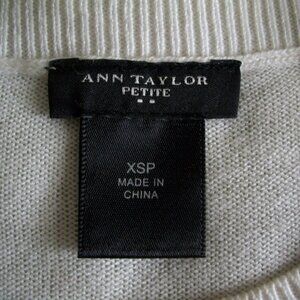 ANN TAYLOR
PETITE
XSP
MADE IN
CHINA